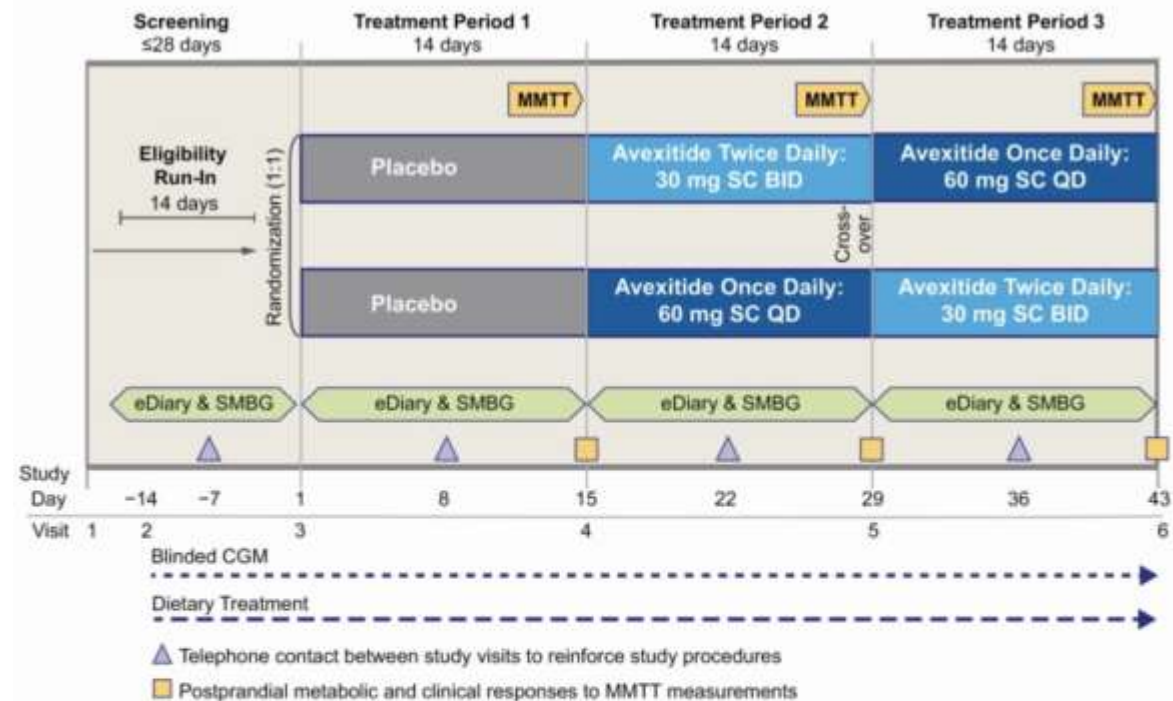 Screening
≤28 days
Treatment Period 1
14 days
Treatment Period 2
14 days
Treatment Period 3
14 days
MMTT
MMTT
MMTT
Eligibility
Run-In
14 days
Randomization (1:1)
Placebo
Avexitide Twice Daily:
30 mg SC BID
Avexitide Once Daily:
60 mg SC QD
Cross-
over
Placebo
Avexitide Once Daily:
60 mg SC QD
Avexitide Twice Daily:
30 mg SC BID
eDiary & SMBG
eDiary & SMBG
eDiary & SMBG
eDiary & SMBG
Study
Day −14 −7 1 8 15 22 29 36 43
Visit 1 2 3 4 5 6
Blinded CGM
Dietary Treatment
Telephone contact between study visits to reinforce study procedures
Postprandial metabolic and clinical responses to MMTT measurements